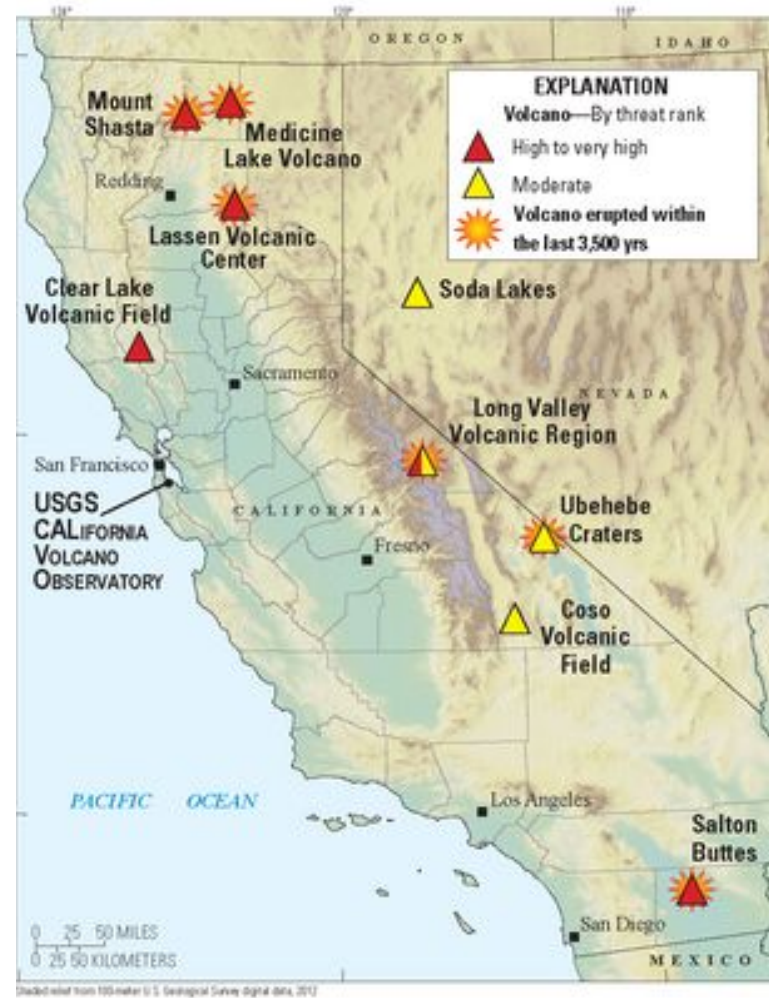 124°
120°
116°
OREGON
IDAHO
EXPLANATION
Volcano—By threat rank
High to very high
Moderate
Volcano erupted within
the last 3,500 yrs
Mount
Shasta
Medicine
Lake Volcano
Redding
Lassen Volcanic
Center
Clear Lake
Volcanic Field
Soda Lakes
Sacramento
NEVADA
Long Valley
Volcanic Region
San Francisco
USGS
CALIFORNIA
VOLCANO
OBSERVATORY
CALIFORNIA
Fresno
Ubehebe
Craters
Coso
Volcanic
Field
PACIFIC OCEAN
Los Angeles
Salton
Buttes
San Diego
MEXICO
0 25 50 MILES
0 25 50 KILOMETERS
Shaded relief from 100-meter U.S. Geological Survey digital data, 2012